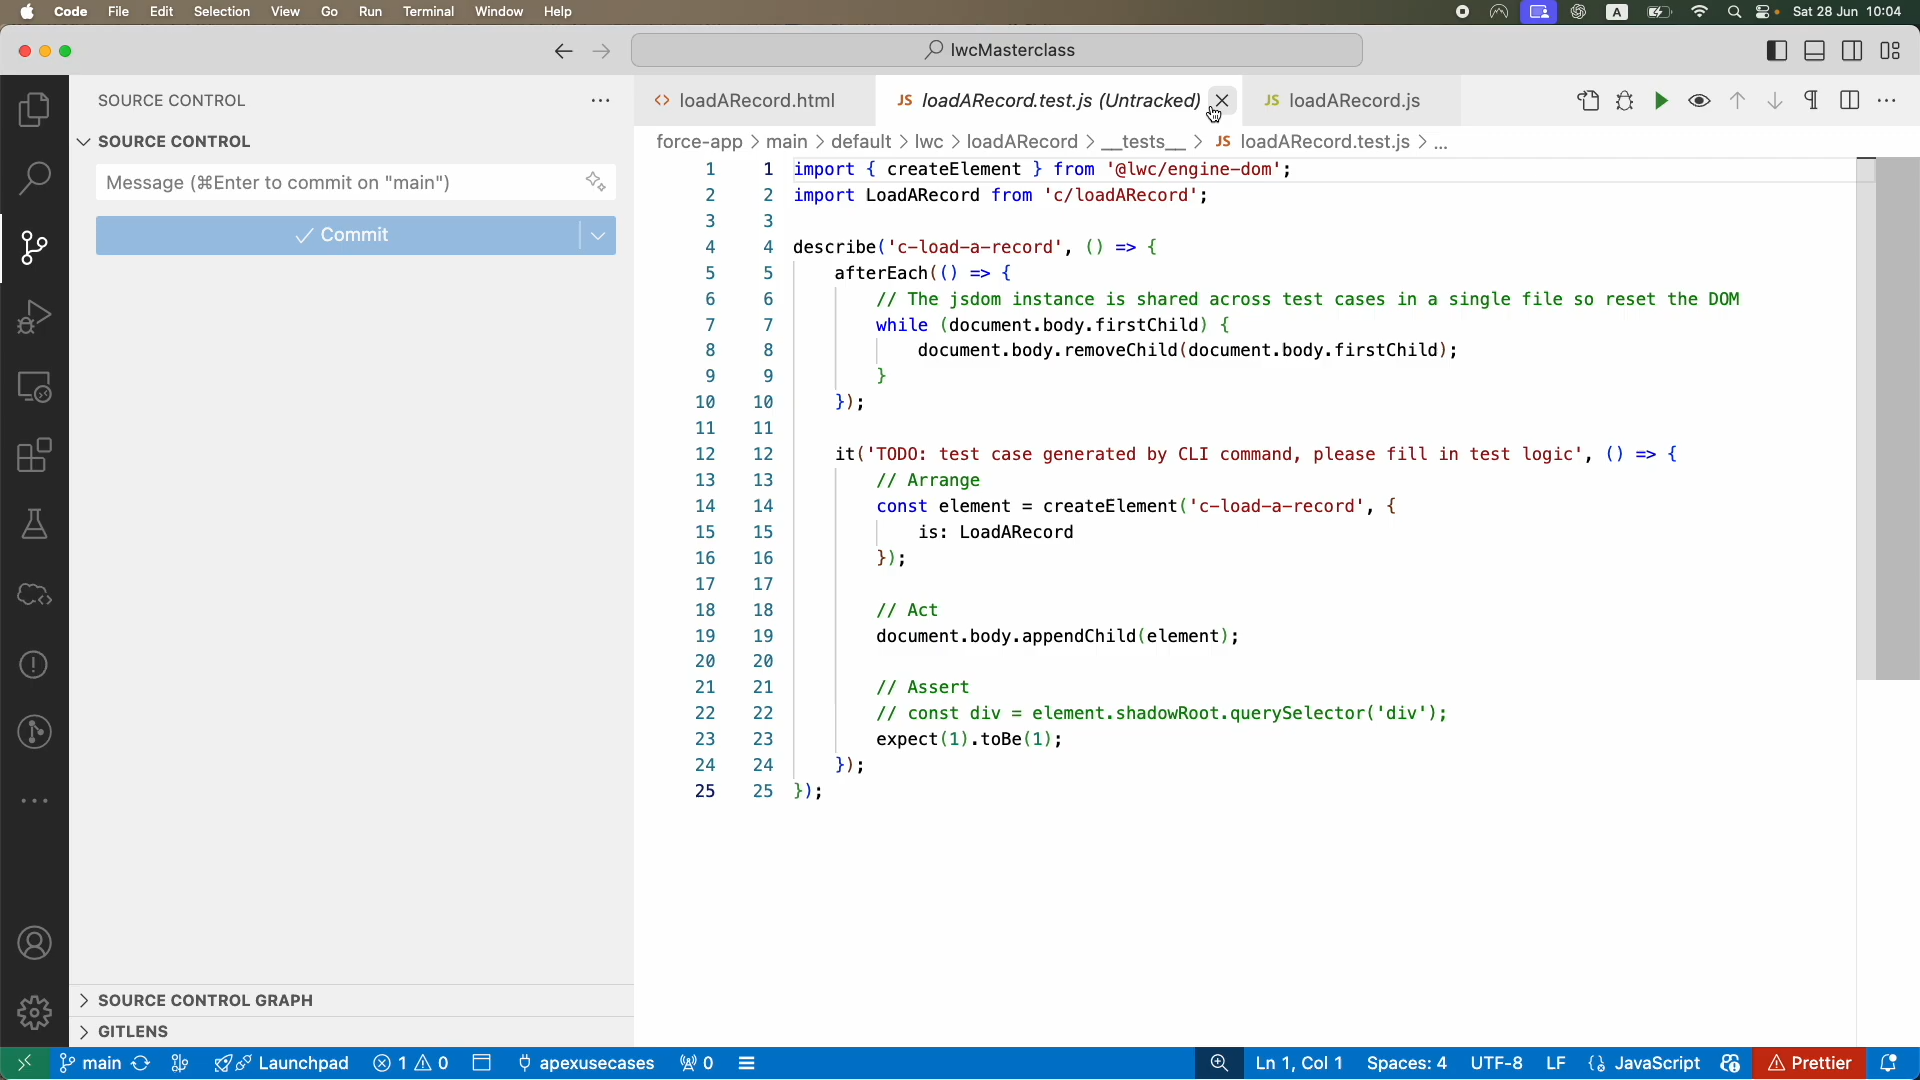 Code File Edit Selection View Go Run Terminal Window Help A Sat 28 Jun 10:04
lwcMasterclass
SOURCE CONTROL
loadARecord.html JS loadARecord.test.js (Untracked) JS loadARecord.js
SOURCE CONTROL
force-app > main > default > lwc > loadARecord > __tests__ > JS loadARecord.test.js > ...
Message (⌘Enter to commit on "main")
Commit
1 1 import { createElement } from '@lwc/engine-dom';
2 2 import LoadARecord from 'c/loadARecord';
3 3
4 4 describe('c-load-a-record', () => {
5 5 afterEach(() => {
6 6 // The jsdom instance is shared across test cases in a single file so reset the DOM
7 7 while (document.body.firstChild) {
8 8 document.body.removeChild(document.body.firstChild);
9 9 }
10 10 });
11 11
12 12 it('TODO: test case generated by CLI command, please fill in test logic', () => {
13 13 // Arrange
14 14 const element = createElement('c-load-a-record', {
15 15 is: LoadARecord
16 16 });
17 17
18 18 // Act
19 19 document.body.appendChild(element);
20 20
21 21 // Assert
22 22 // const div = element.shadowRoot.querySelector('div');
23 23 expect(1).toBe(1);
24 24 });
25 25 });
SOURCE CONTROL GRAPH
GITLENS
main Launchpad 1 0 apexusecases 0 Ln 1, Col 1 Spaces: 4 UTF-8 LF {} JavaScript Prettier